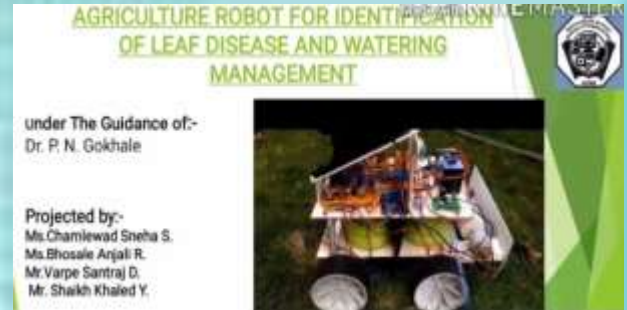 AGRICULTURE ROBOT FOR IDENTIFICATION
OF LEAF DISEASE AND WATERING
MANAGEMENT
under The Guidance of:-
Dr. P. N. Gokhale
Projected by:-
Ms.Chamlewad Sneha S.
Ms.Bhosale Anjali R.
Mr.Varpe Santraj D.
Mr. Shaikh Khaled Y.